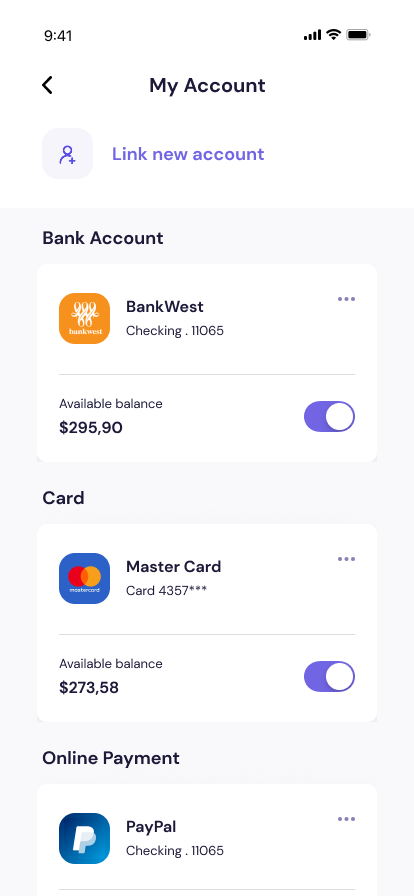 9:41
My Account
Link new account
Bank Account
bankwest
BankWest
Checking . 11065
Available balance
$295,90
Card
mastercard
Master Card
Card 4357***
Available balance
$273,58
Online Payment
PayPal
Checking . 11065